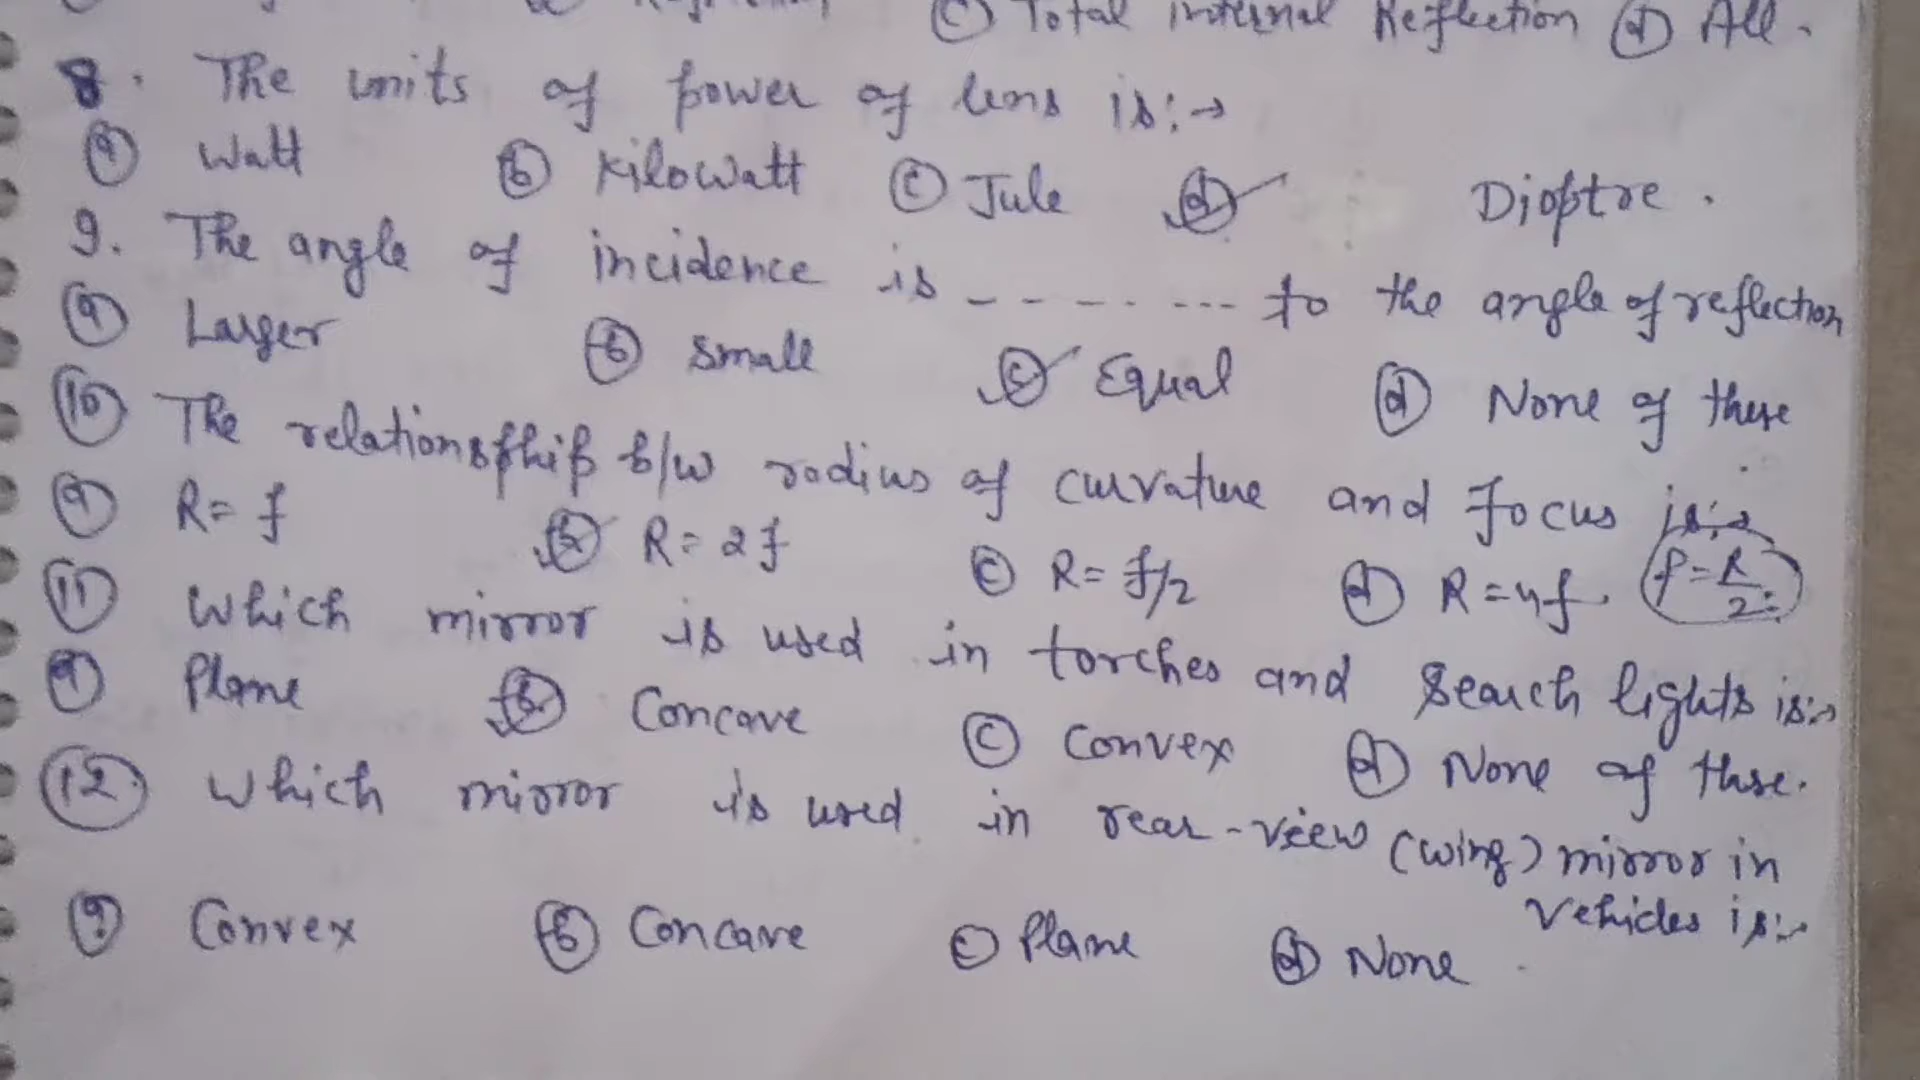 © Total internal Reflection ⓓ All.
8. The units of power of lens is:→
ⓐ Watt ⓑ Kilowatt ⓒ Jule ⓓ Dioptre.
9. The angle of incidence is -------- to the angle of reflection
ⓐ Larger ⓑ Small ⓒ Equal ⓓ None of these
⑩ The relationsphip b/w radius of curvature and focus is:→
ⓐ R=f ⓑ R=2f ⓒ R=f/2 ⓓ R=4f. f=R/2
⑪ Which mirror is used in torches and Search lights is:→
ⓐ Plane ⓑ Concave ⓒ Convex ⓓ None of these.
⑫ Which mirror is used in rear-view (wing) mirror in
vehicles is:→
ⓐ Convex ⓑ Concave ⓒ Plane ⓓ None.